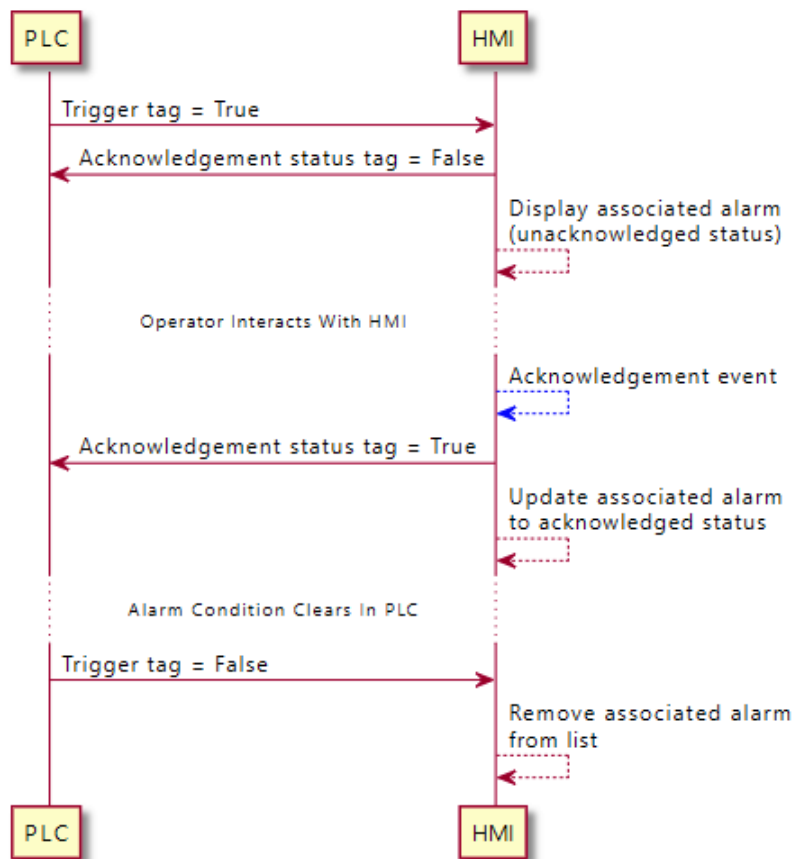 PLC
HMI
Trigger tag = True
Acknowledgement status tag = False
Display associated alarm
(unacknowledged status)
Operator Interacts With HMI
Acknowledgement event
Acknowledgement status tag = True
Update associated alarm
to acknowledged status
Alarm Condition Clears In PLC
Trigger tag = False
Remove associated alarm
from list
PLC
HMI